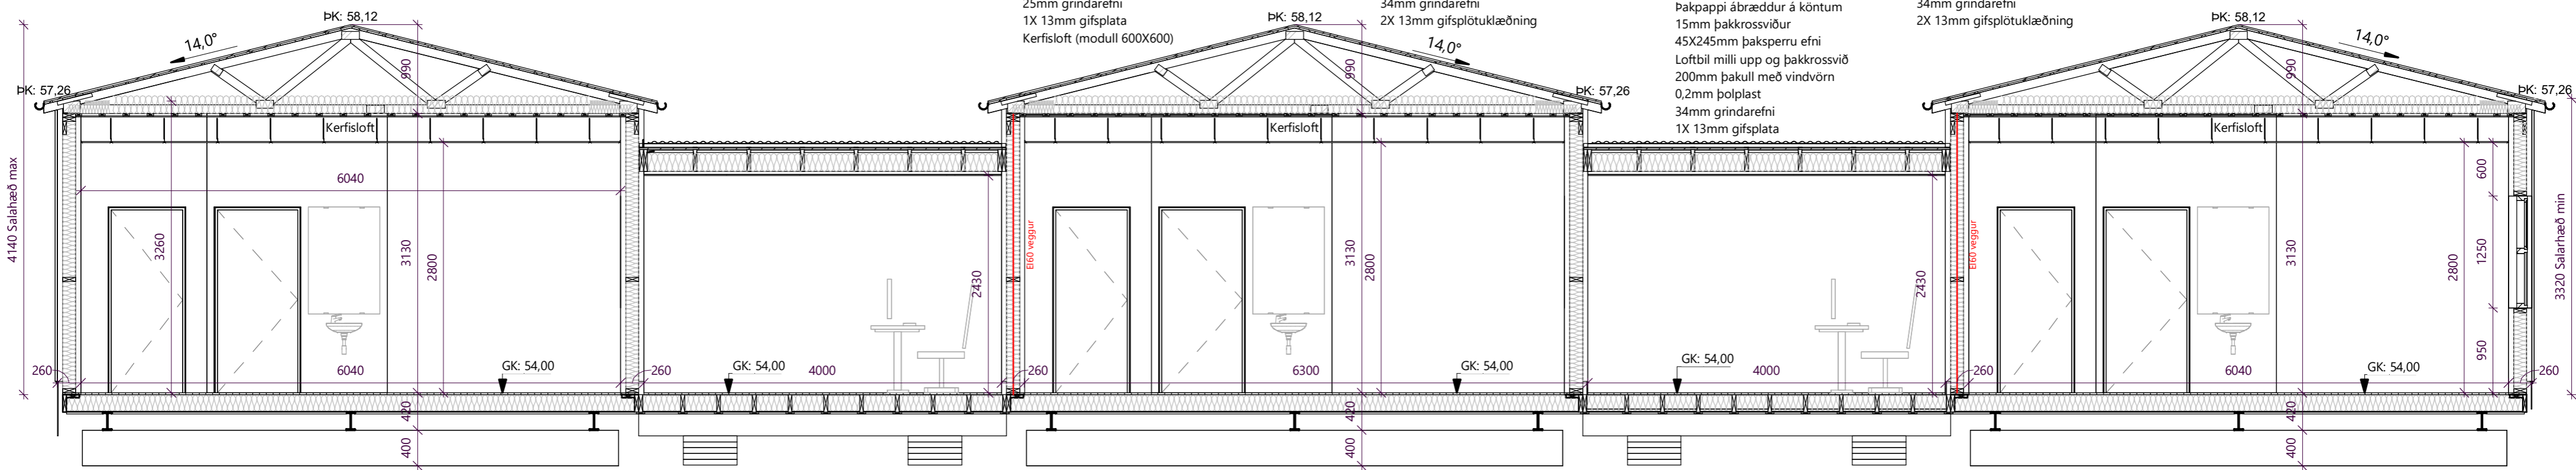 25mm grindarefni
1X 13mm gifsplata
Kerfisloft (modull 600X600)
34mm grindarefni
2X 13mm gifsplötuklæðning
Þakpappi ábræddur á köntum
15mm þakkrossviður
45X245mm þaksperru efni
Loftbil milli upp og þakkrossvið
200mm þakull með vindvörn
0,2mm þolplast
34mm grindarefni
1X 13mm gifsplata
34mm grindarefni
2X 13mm gifsplötuklæðning
ÞK: 58,12
ÞK: 58,12
ÞK: 58,12
14,0°
14,0°
14,0°
990
990
990
ÞK: 57,26
ÞK: 57,26
ÞK: 57,26
Kerfisloft
Kerfisloft
Kerfisloft
4140 Salahæð max
6040
3260
3130
2800
2430
EI60 veggur
3130
2800
2430
EI60 veggur
3130
2800
600
1250
950
3320 Salarhæð min
GK: 54,00
GK: 54,00
GK: 54,00
GK: 54,00
GK: 54,00
260
6040
260
4000
260
6300
4000
260
6040
260
420
420
420
400
400
400